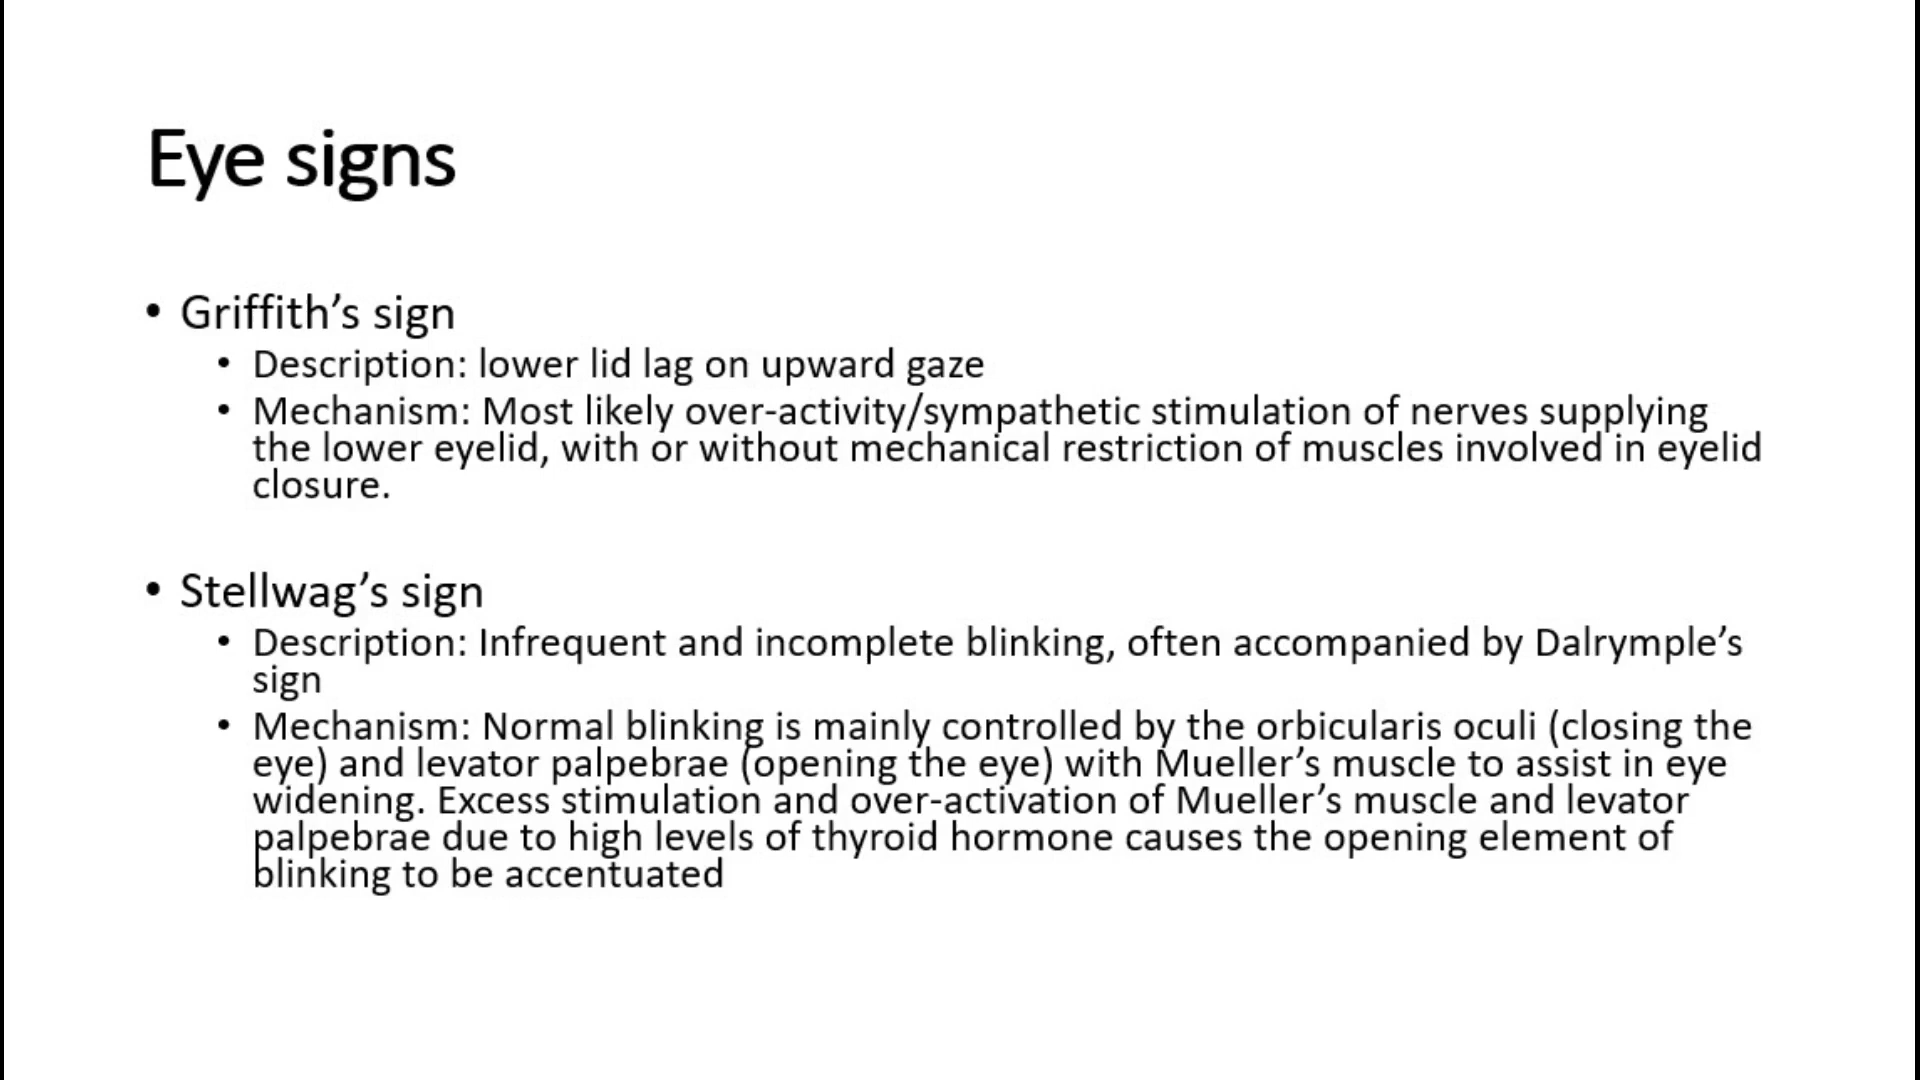 Eye signs
• Griffith’s sign
• Description: lower lid lag on upward gaze
• Mechanism: Most likely over-activity/sympathetic stimulation of nerves supplying
the lower eyelid, with or without mechanical restriction of muscles involved in eyelid
closure.
• Stellwag’s sign
• Description: Infrequent and incomplete blinking, often accompanied by Dalrymple’s
sign
• Mechanism: Normal blinking is mainly controlled by the orbicularis oculi (closing the
eye) and levator palpebrae (opening the eye) with Mueller’s muscle to assist in eye
widening. Excess stimulation and over-activation of Mueller’s muscle and levator
palpebrae due to high levels of thyroid hormone causes the opening element of
blinking to be accentuated